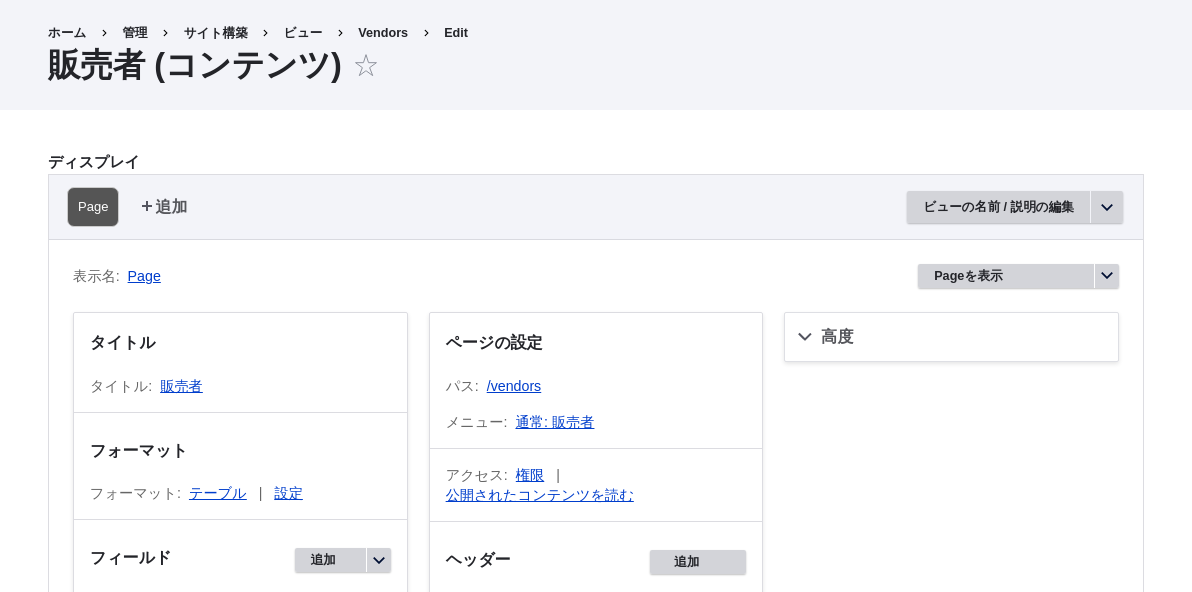 ホーム › 管理 › サイト構築 › ビュー › Vendors › Edit
販売者 (コンテンツ) ☆
ディスプレイ
Page +追加 ビューの名前 / 説明の編集
表示名: Page Pageを表示
タイトル
タイトル: 販売者
フォーマット
フォーマット: テーブル | 設定
フィールド 追加
ページの設定
パス: /vendors
メニュー: 通常: 販売者
アクセス: 権限 |
公開されたコンテンツを読む
ヘッダー 追加
高度